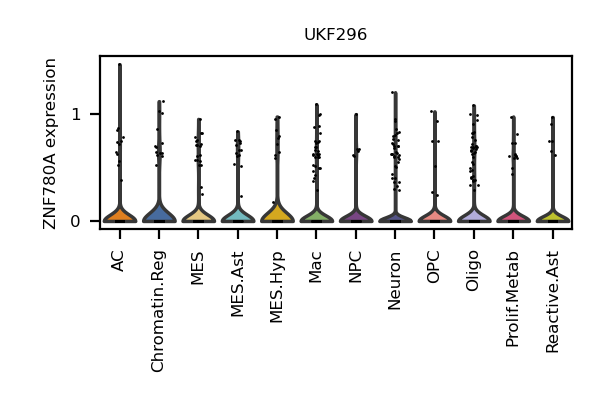 UKF296
ZNF780A expression
1
0
AC
Chromatin.Reg
MES
MES.Ast
MES.Hyp
Mac
NPC
Neuron
OPC
Oligo
Prolif.Metab
Reactive.Ast